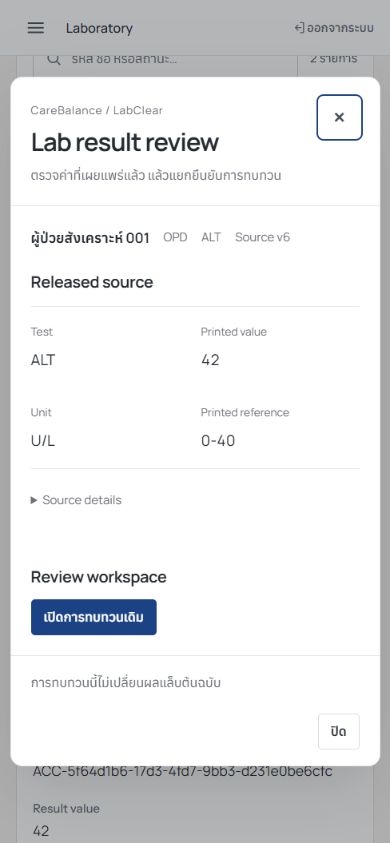 Laboratory
ออกจากระบบ
รหัส ชื่อ หรือสถานะ...
2 รายการ
CareBalance / LabClear
×
Lab result review
ตรวจค่าที่เผยแพร่แล้ว แล้วแยกยืนยันการทบทวน
ผู้ป่วยสังเคราะห์ 001 OPD ALT Source v6
Released source
Test
Printed value
ALT
42
Unit
Printed reference
U/L
0-40
Source details
Review workspace
เปิดการทบทวนเดิม
การทบทวนนี้ไม่เปลี่ยนผลแล็บต้นฉบับ
ปิด
ACC-5f64d1b6-17d3-4fd7-9bb3-d231e0be6cfc
Result value
42